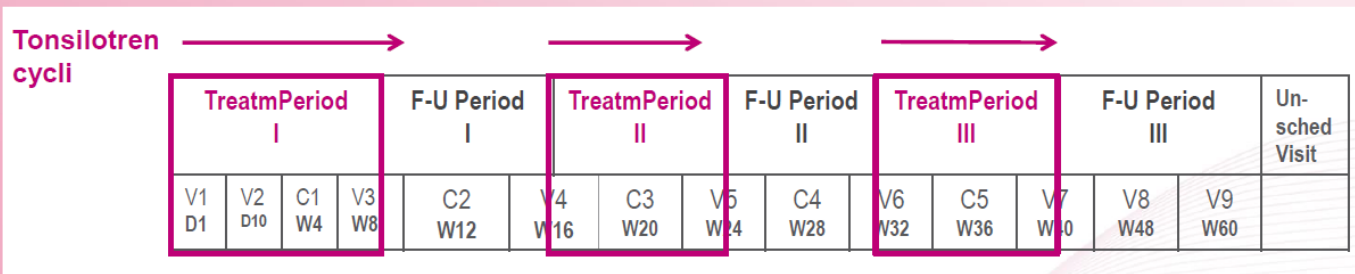 Tonsilotren
cycli
TreatmPeriod
I
F-U Period
I
TreatmPeriod
II
F-U Period
II
TreatmPeriod
III
F-U Period
III
Un-
sched
Visit
V1
D1
V2
D10
C1
W4
V3
W8
C2
W12
V4
W16
C3
W20
V5
W24
C4
W28
V6
W32
C5
W36
V7
W40
V8
W48
V9
W60